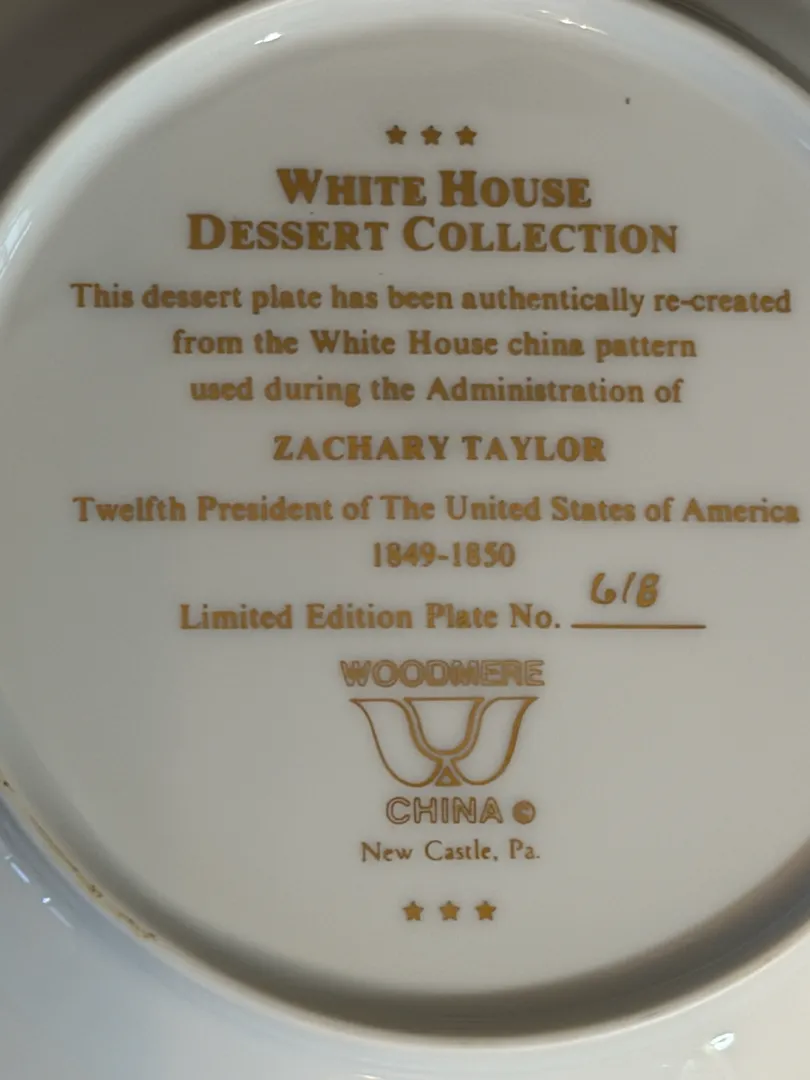 WHITE HOUSE
DESSERT COLLECTION
This dessert plate has been authentically re-created
from the White House china pattern
used during the Administration of
ZACHARY TAYLOR
Twelfth President of The United States of America
1849-1850
Limited Edition Plate No. 618
WOODMERE
CHINA ©
New Castle, Pa.